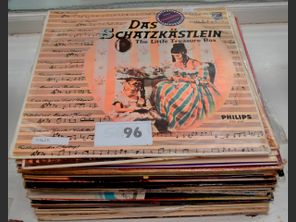 DAS
SCHATZKÄSTLEIN
The Little Treasure Box
96
PHILIPS